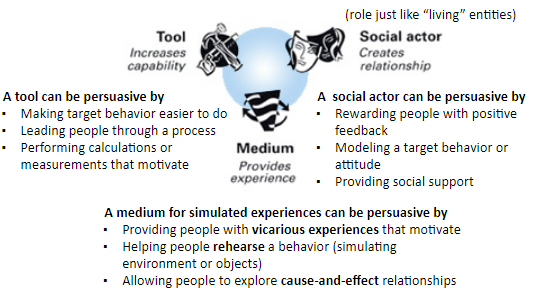 (role just like “living” entities)
Tool
Increases
capability
Social actor
Creates
relationship
A tool can be persuasive by
▪ Making target behavior easier to do
▪ Leading people through a process
▪ Performing calculations or
measurements that motivate
Medium
Provides
experience
A social actor can be persuasive by
▪ Rewarding people with positive
feedback
▪ Modeling a target behavior or
attitude
▪ Providing social support
A medium for simulated experiences can be persuasive by
▪ Providing people with vicarious experiences that motivate
▪ Helping people rehearse a behavior (simulating
environment or objects)
▪ Allowing people to explore cause-and-effect relationships